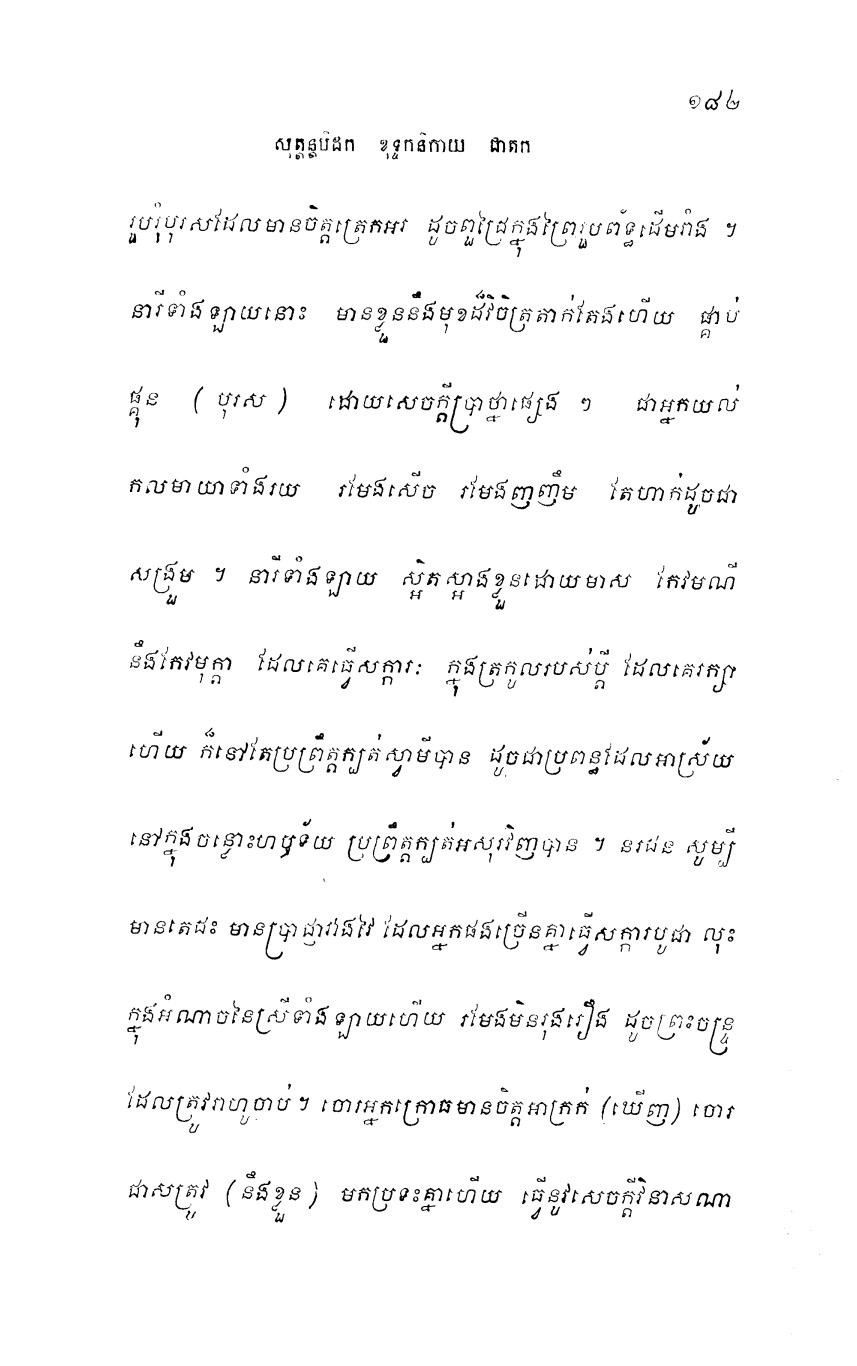 ១៨២
សុត្តន្តបិដក ខុទ្ទកនិកាយ ជាតក
រួបរុំបុរសដែលមានចិត្តត្រេកអរ ដូចពួជ្រៃក្នុងព្រៃរួបព័ទ្ធដើមរាំង ។
នារីទាំងឡាយនោះ មានខ្លួននឹងមុខដ៏វិចិត្រតាក់តែងហើយ ផ្គាប់
ផ្គុន ( បុរស ) ដោយសេចក្តីប្រាថ្នាផ្សេង ៗ ជាអ្នកយល់
កលមាយាទាំងរយ រមែងសើច រមែងញញឹម តែហាក់ដូចជា
សង្រួម ។ នារីទាំងឡាយ ស្អិតស្អាងខ្លួនដោយមាស កែវមណី
នឹងកែវមុក្តា ដែលគេធ្វើសក្ការៈ ក្នុងត្រកូលរបស់ប្តី ដែលគេរក្សា
ហើយ ក៏នៅតែប្រព្រឹត្តក្បត់ស្វាមីបាន ដូចជាប្រពន្ធដែលអាស្រ័យ
នៅក្នុងចន្លោះហឫទ័យ ប្រព្រឹត្តក្បត់អសុរវិញបាន ។ នរជន សូម្បី
មានតេជះ មានប្រាជ្ញាវាងវៃ ដែលអ្នកផងច្រើនគ្នាធ្វើសក្ការបូជា លុះ
ក្នុងអំណាចនៃស្រីទាំងឡាយហើយ រមែងមិនរុងរឿង ដូចព្រះចន្ទ្រ
ដែលត្រូវរាហូចាប់ ។ ចោរអ្នកក្រោធមានចិត្តអាក្រក់ (ឃើញ) ចោរ
ជាសត្រូវ (នឹងខ្លួន) មកប្រទះគ្នាហើយ ធ្វើនូវសេចក្តីវិនាសណា